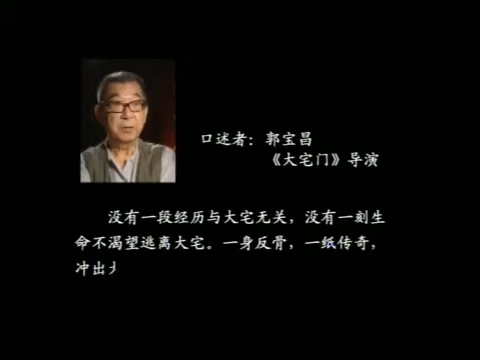 口述者：郭宝昌
《大宅门》导演
没有一段经历与大宅无关，没有一刻生
命不渴望逃离大宅。一身反骨，一纸传奇，
冲出